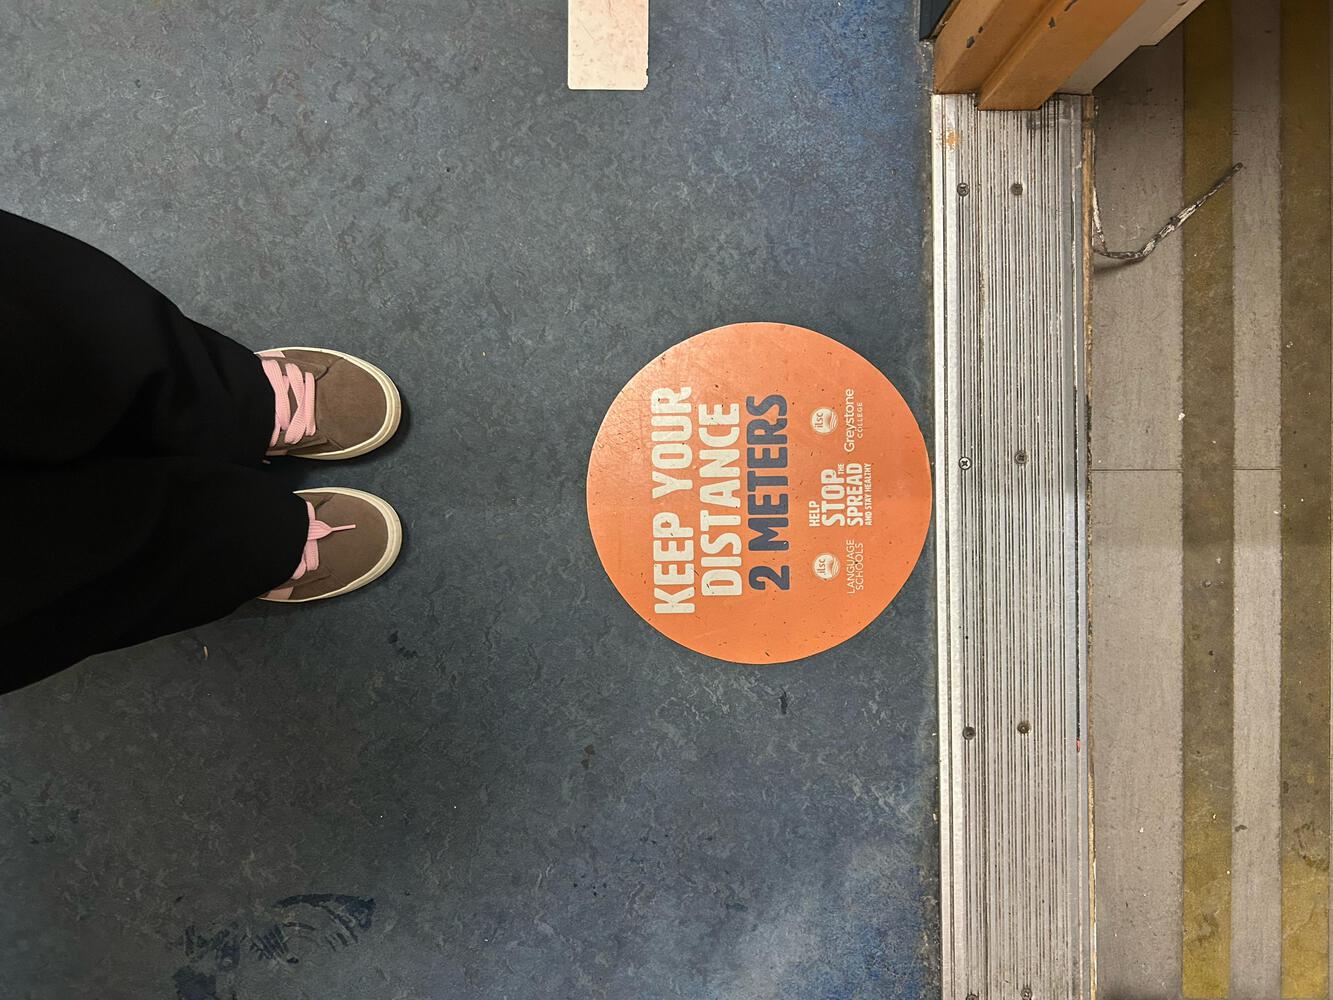 KEEP YOUR
DISTANCE
2 METERS
ilsc
LANGUAGE
SCHOOLS
HELP
STOP
THE
SPREAD
AND STAY HEALTHY
ilsc
Greystone
COLLEGE